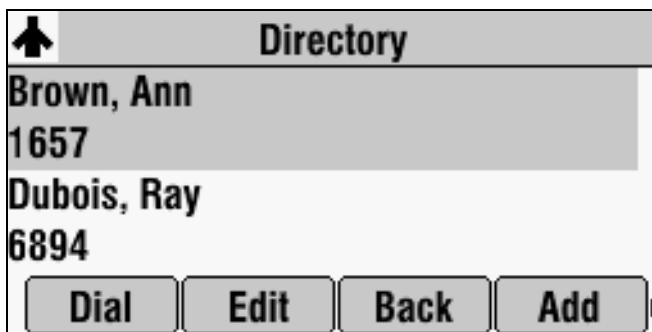 Directory
Brown, Ann
1657
Dubois, Ray
6894
Dial Edit Back Add